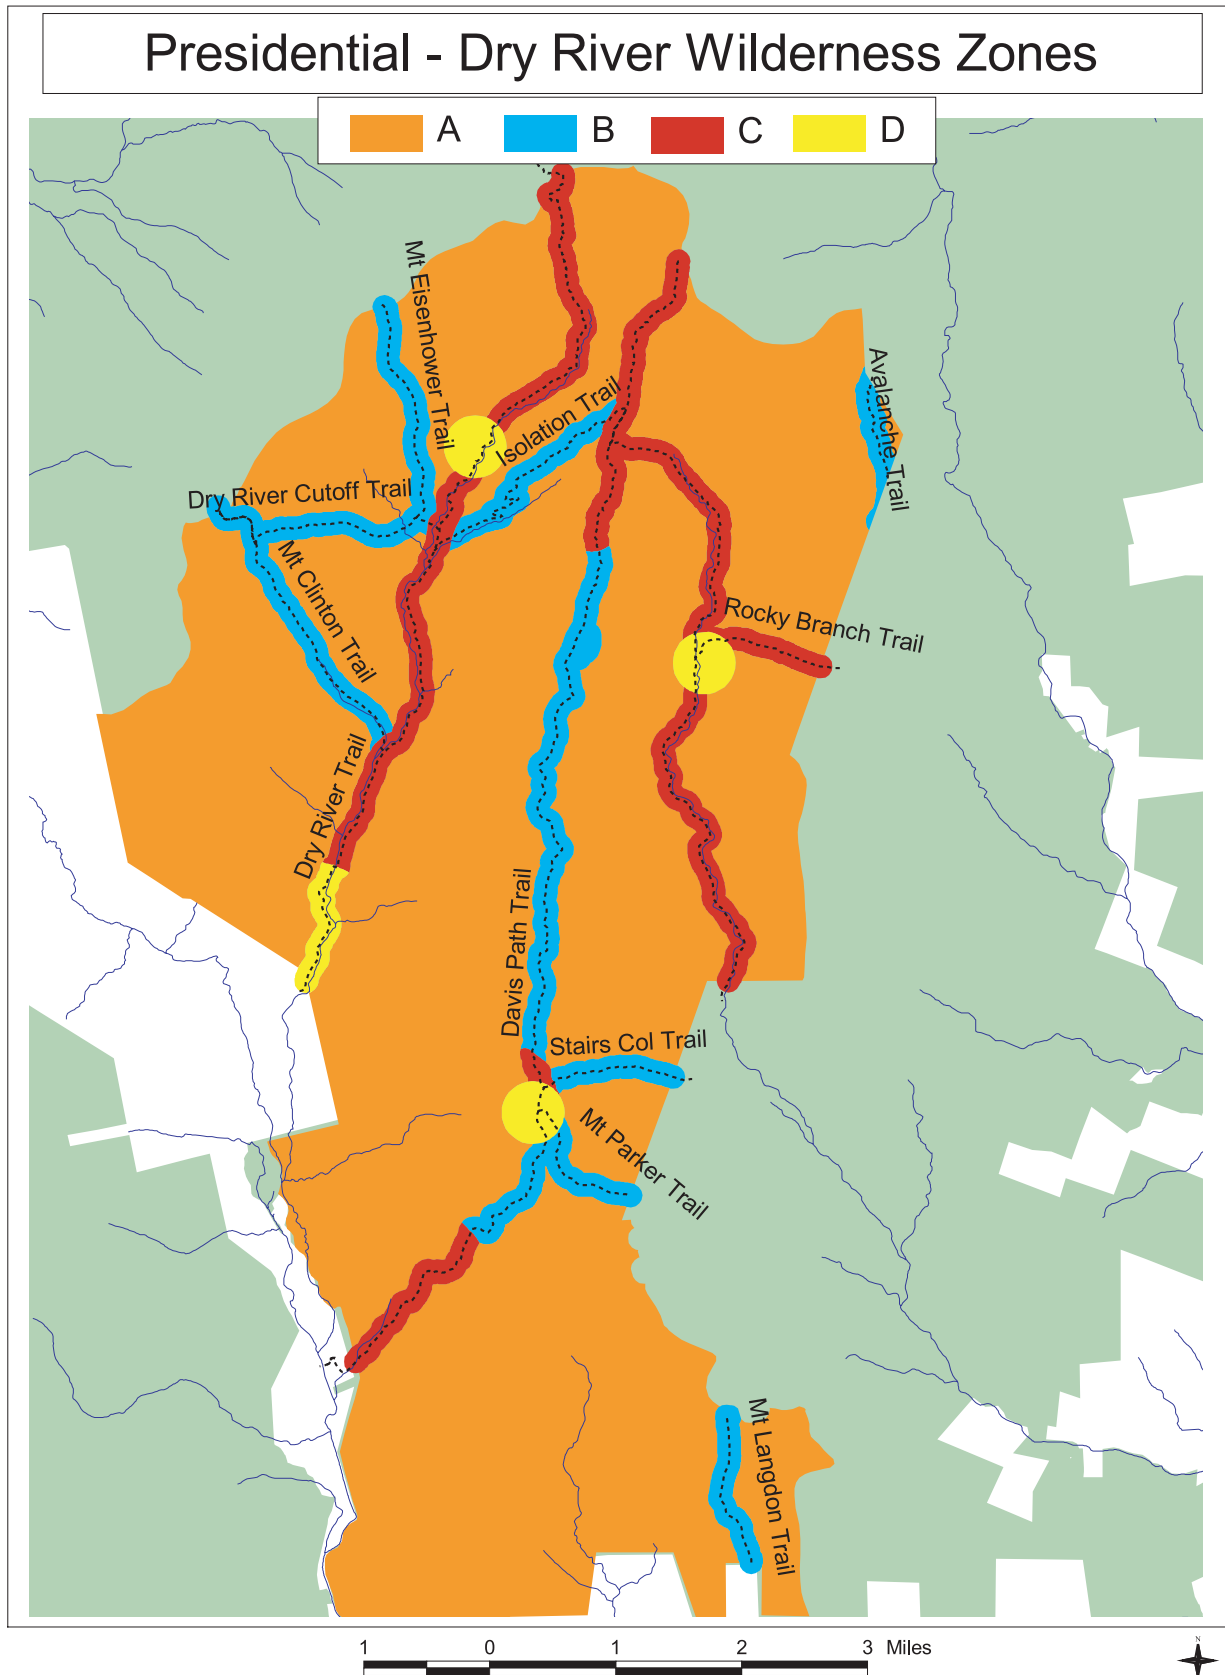 Presidential - Dry River Wilderness Zones
A B C D
Mt Eisenhower Trail
Isolation Trail
Avalanche Trail
Dry River Cutoff Trail
Mt Clinton Trail
Rocky Branch Trail
Dry River Trail
Davis Path Trail
Stairs Col Trail
Mt Parker Trail
Mt Langdon Trail
1 0 1 2 3 Miles
N